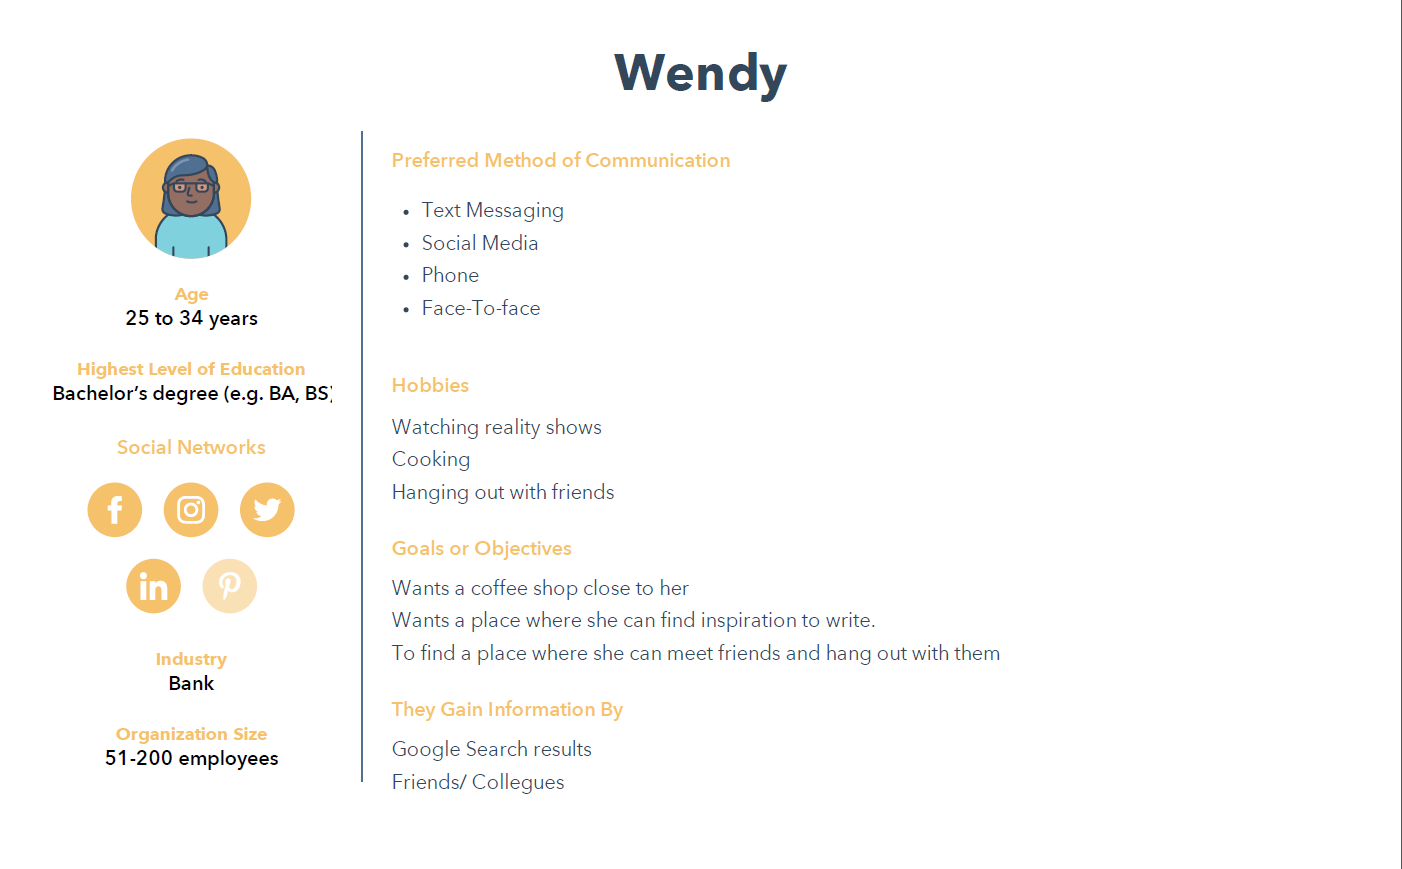 Wendy
Age
25 to 34 years
Highest Level of Education
Bachelor's degree (e.g. BA, BS)
Social Networks
f
in
Industry
Bank
Organization Size
51-200 employees
Preferred Method of Communication
• Text Messaging
• Social Media
• Phone
• Face-To-face
Hobbies
Watching reality shows
Cooking
Hanging out with friends
Goals or Objectives
Wants a coffee shop close to her
Wants a place where she can find inspiration to write.
To find a place where she can meet friends and hang out with them
They Gain Information By
Google Search results
Friends/ Collegues